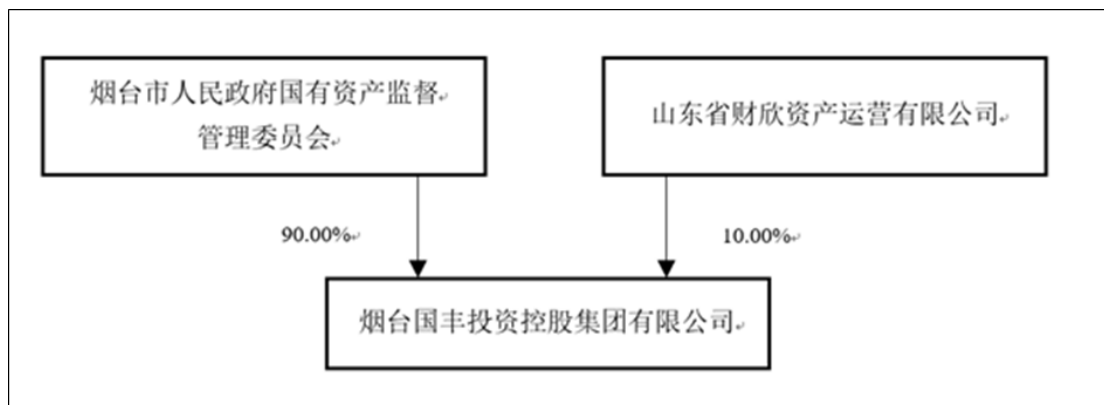 烟台市人民政府国有资产监督
管理委员会
山东省财欣资产运营有限公司
90.00%
10.00%
烟台国丰投资控股集团有限公司